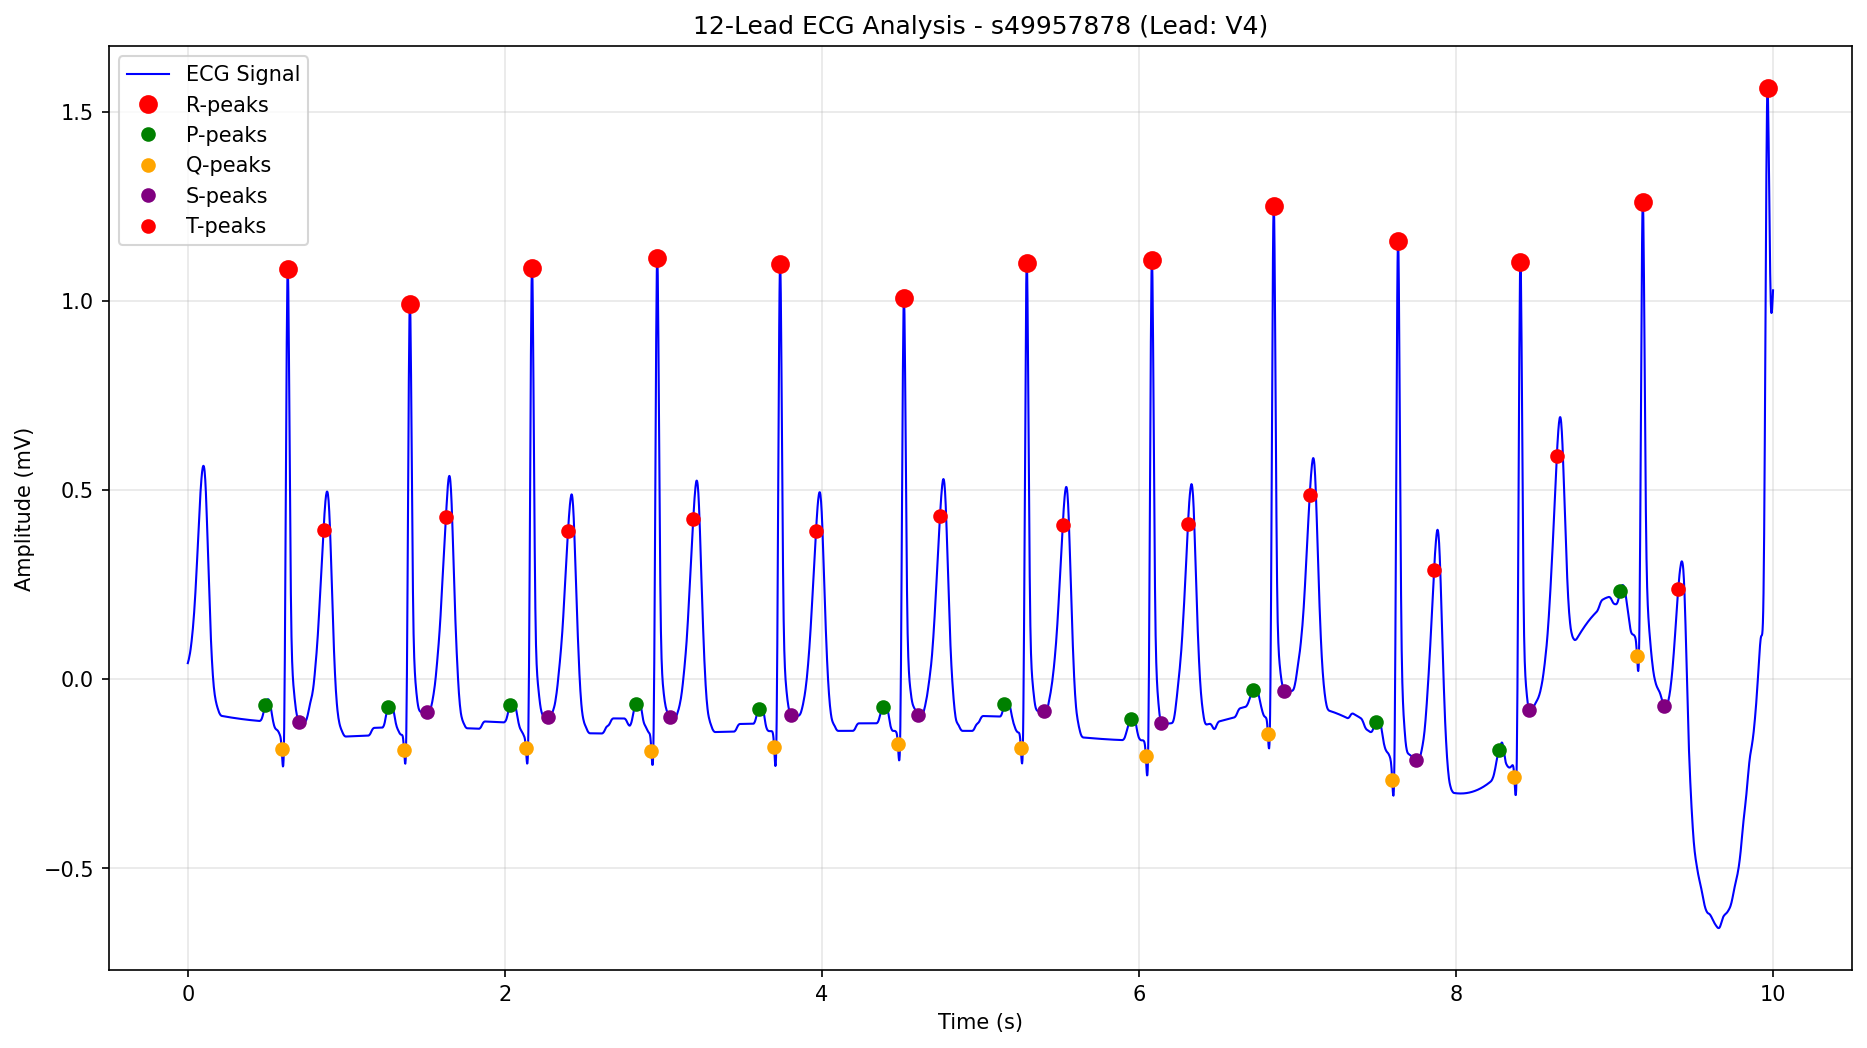 12-Lead ECG Analysis - s49957878 (Lead: V4)
ECG Signal
R-peaks
P-peaks
Q-peaks
S-peaks
T-peaks
1.5
1.0
0.5
0.0
−0.5
Amplitude (mV)
0 2 4 6 8 10
Time (s)